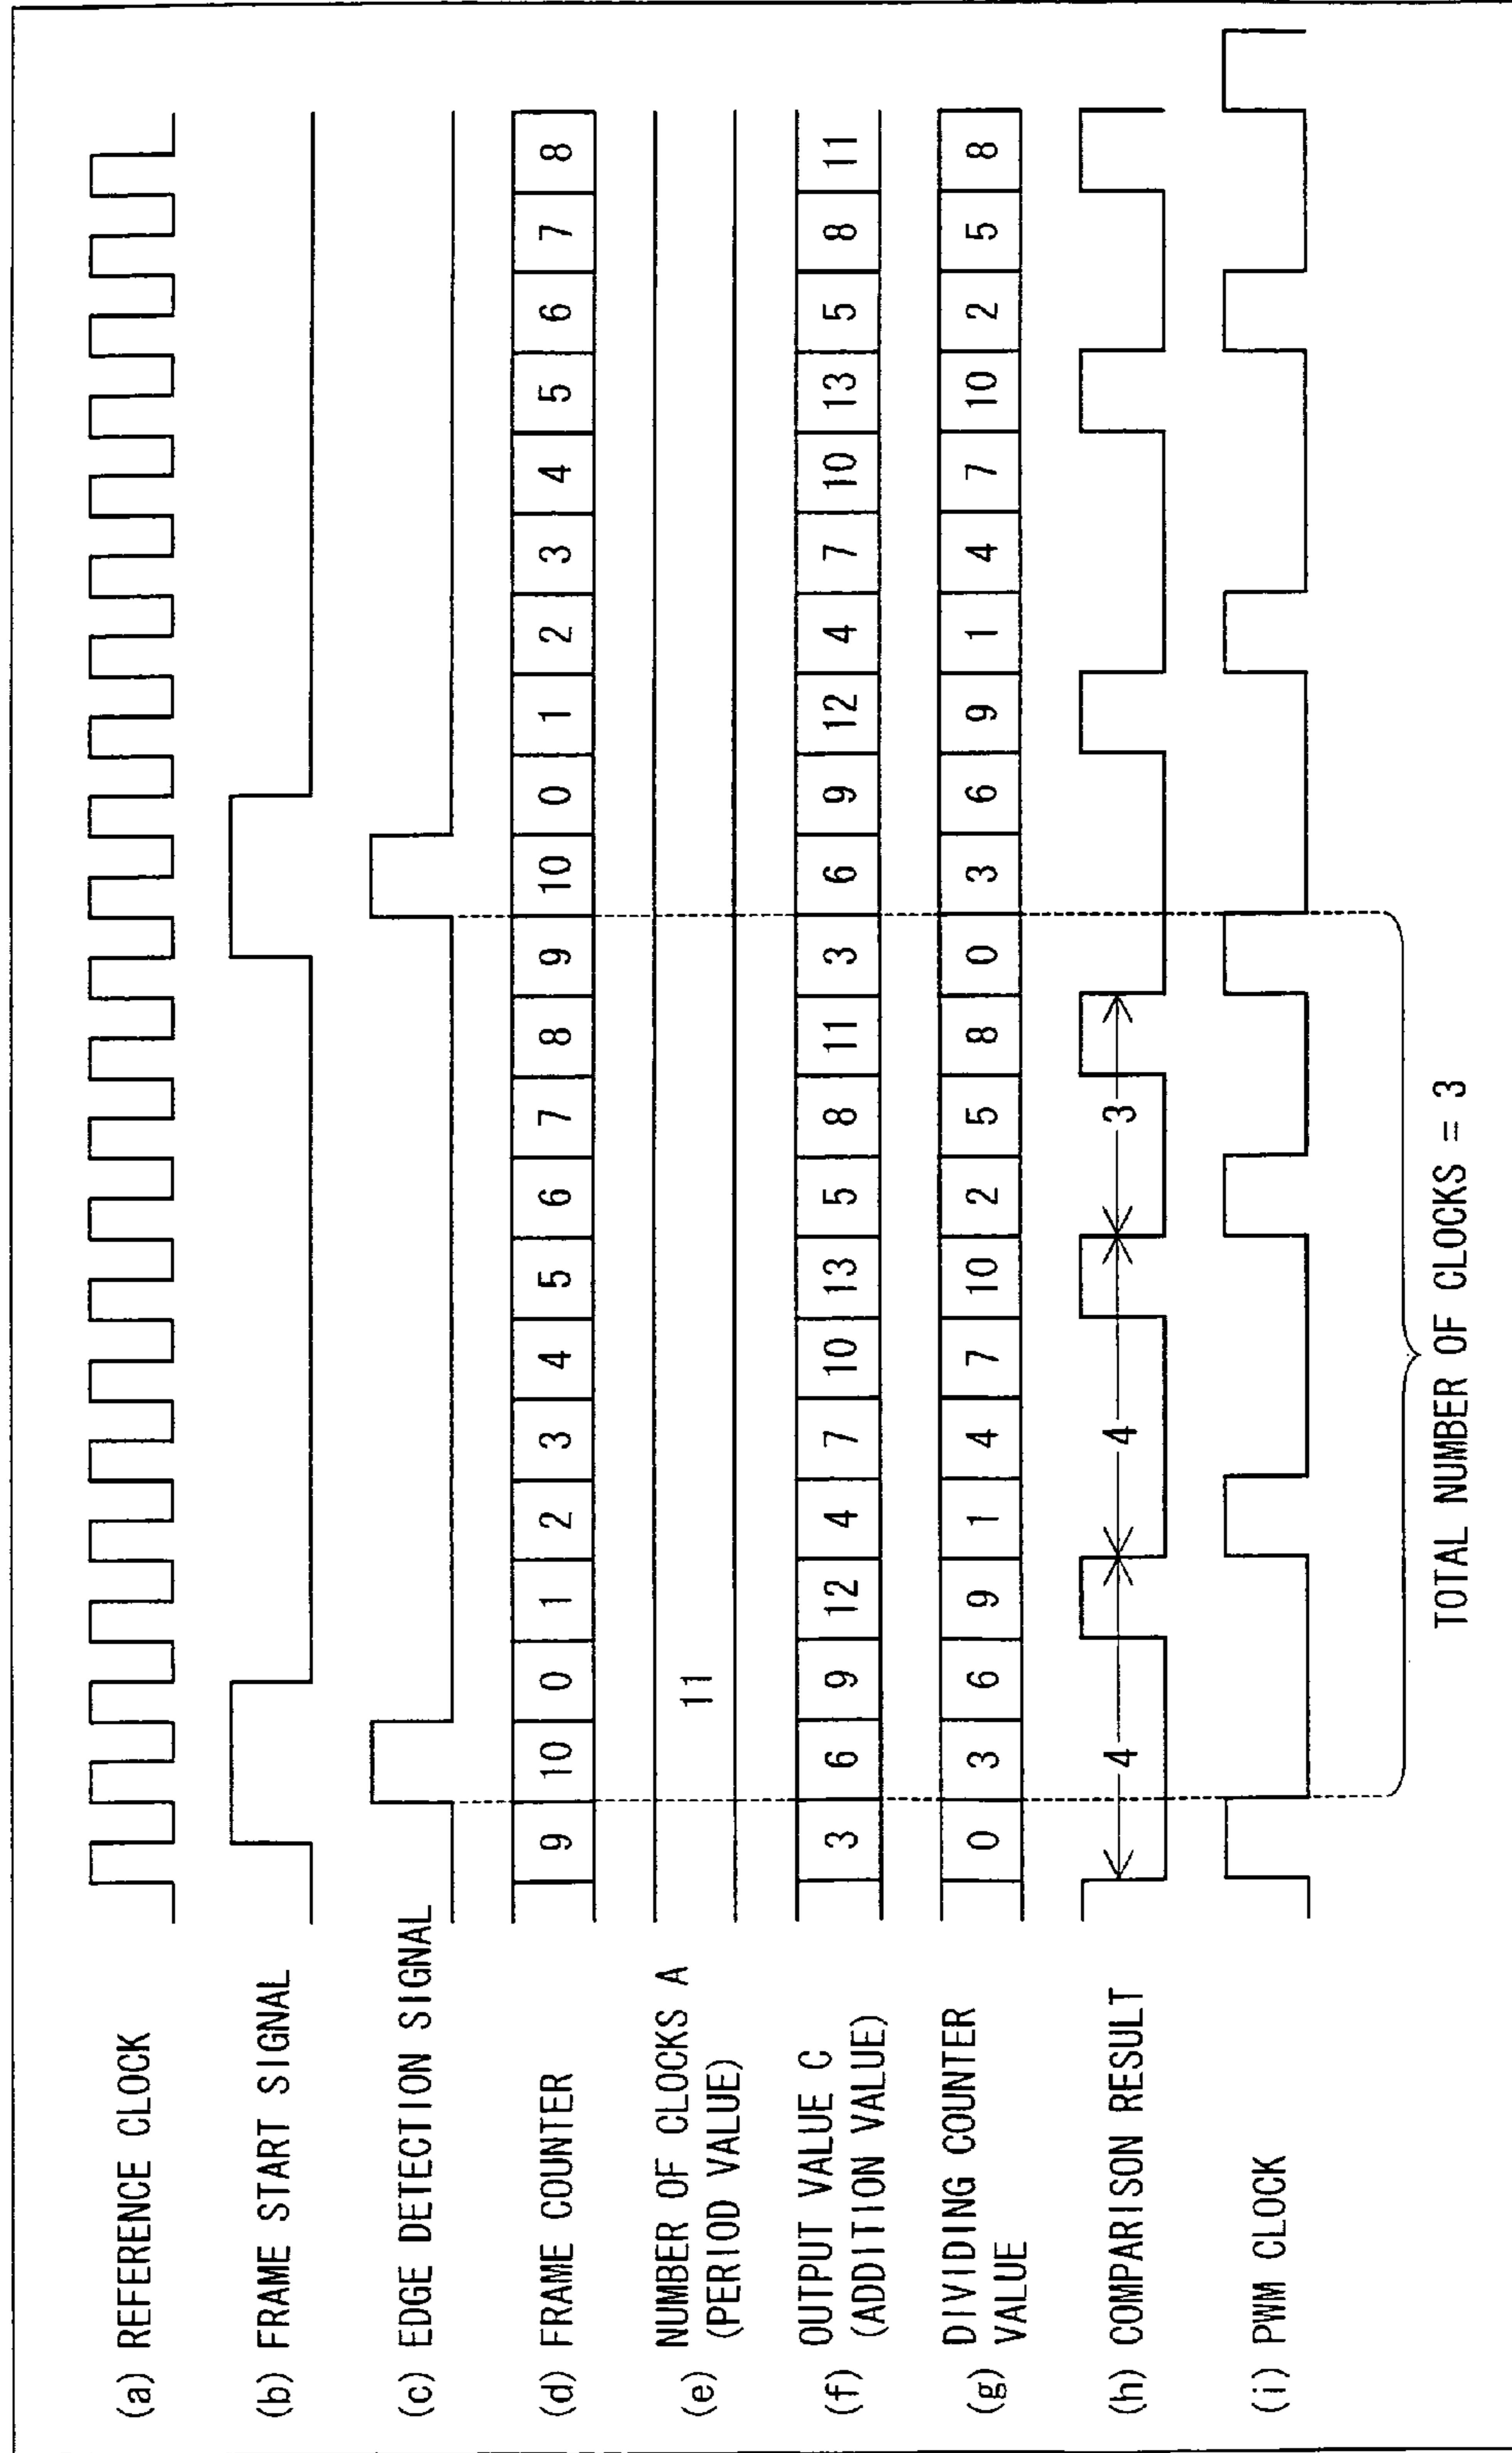 (a) REFERENCE CLOCK
(b) FRAME START SIGNAL
(c) EDGE DETECTION SIGNAL
(d) FRAME COUNTER 9 10 0 1 2 3 4 5 6 7 8 9 10 0 1 2 3 4 5 6 7 8
(e) NUMBER OF CLOCKS A
(PERIOD VALUE) 11
(f) OUTPUT VALUE C
(ADDITION VALUE) 3 6 9 12 4 7 10 13 5 8 11 3 6 9 12 4 7 10 13 5 8 11
(g) DIVIDING COUNTER
VALUE 0 3 6 9 1 4 7 10 2 5 8 0 3 6 9 1 4 7 10 2 5 8
(h) COMPARISON RESULT 4 4 3
(i) PWM CLOCK
TOTAL NUMBER OF CLOCKS = 3